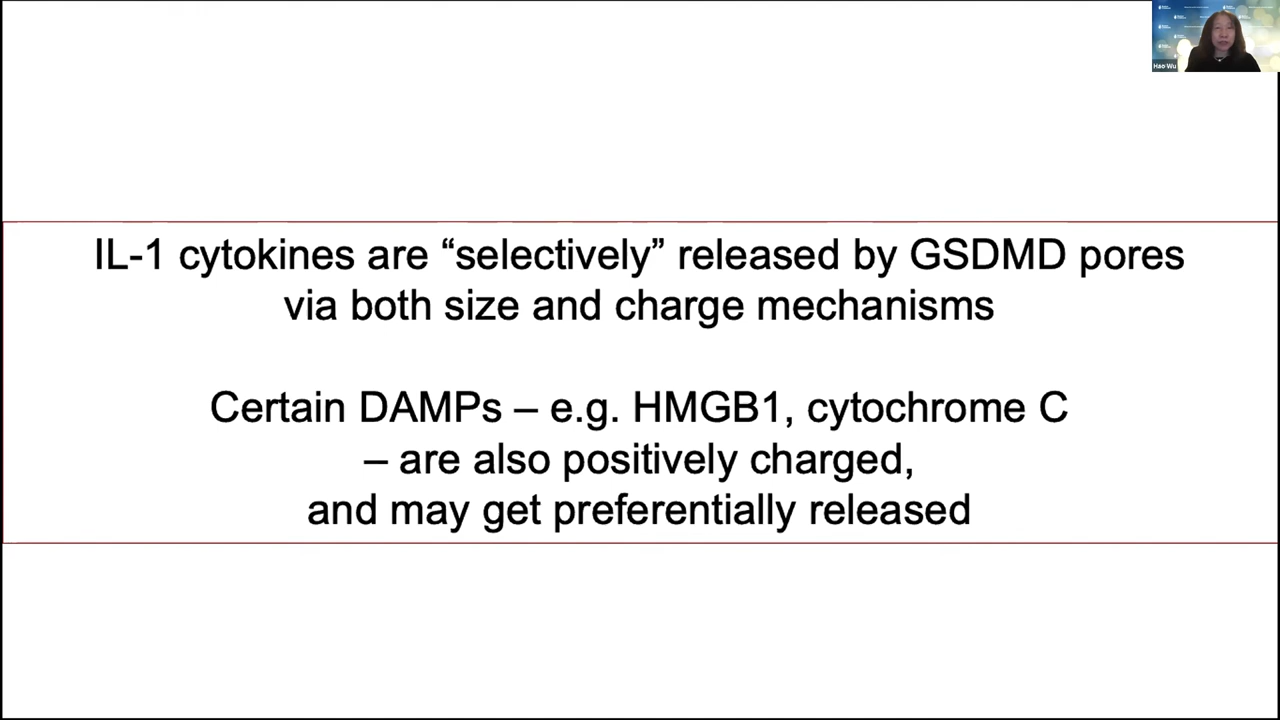 Hao Wu
IL-1 cytokines are “selectively” released by GSDMD pores
via both size and charge mechanisms
Certain DAMPs – e.g. HMGB1, cytochrome C
– are also positively charged,
and may get preferentially released